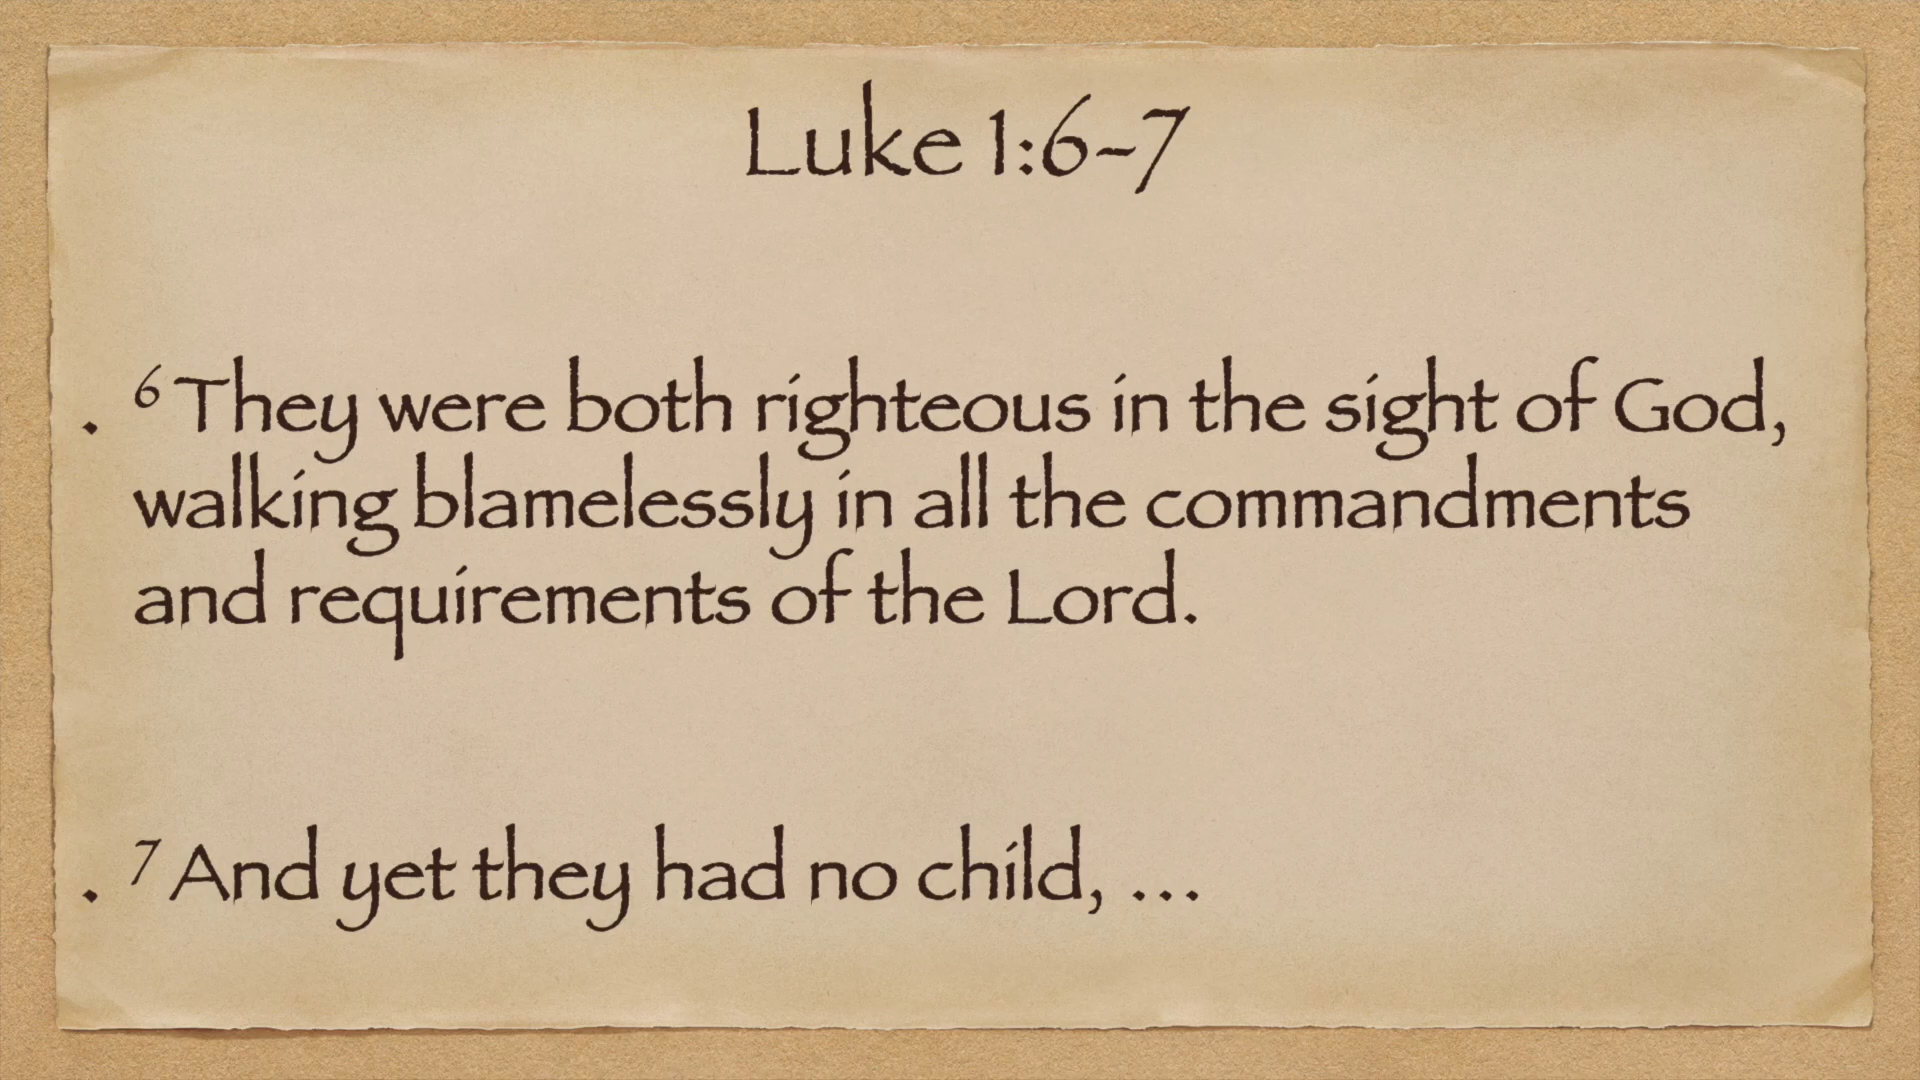 Luke 1:6-7
. 6 They were both righteous in the sight of God,
walking blamelessly in all the commandments
and requirements of the Lord.
. 7 And yet they had no child, …